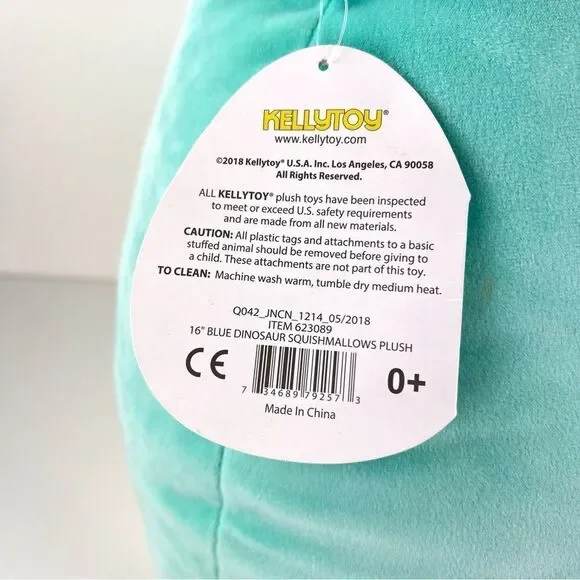 KELLYTOY®
www.kellytoy.com
©2018 Kellytoy® U.S.A. Inc. Los Angeles, CA 90058
All Rights Reserved.
ALL KELLYTOY® plush toys have been inspected
to meet or exceed U.S. safety requirements
and are made from all new materials.
CAUTION: All plastic tags and attachments to a basic
stuffed animal should be removed before giving to
a child. These attachments are not part of this toy.
TO CLEAN: Machine wash warm, tumble dry medium heat.
Q042_JNCN_1214_05/2018
ITEM 623089
16" BLUE DINOSAUR SQUISHMALLOWS PLUSH
CE
0+
7 34689 79257 3
Made In China